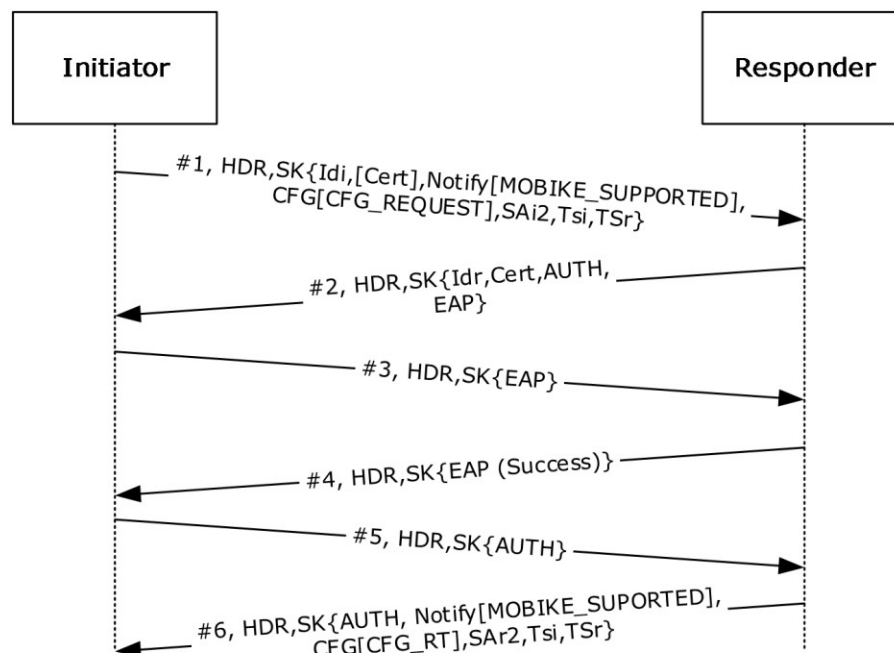 Initiator
Responder
#1, HDR,SK{Idi,[Cert],Notify[MOBIKE_SUPPORTED],
CFG[CFG_REQUEST],SAi2,Tsi,TSr}
#2, HDR,SK{Idr,Cert,AUTH,
EAP}
#3, HDR,SK{EAP}
#4, HDR,SK{EAP (Success)}
#5, HDR,SK{AUTH}
#6, HDR,SK{AUTH, Notify[MOBIKE_SUPORTED],
CFG[CFG_RT],SAr2,Tsi,TSr}